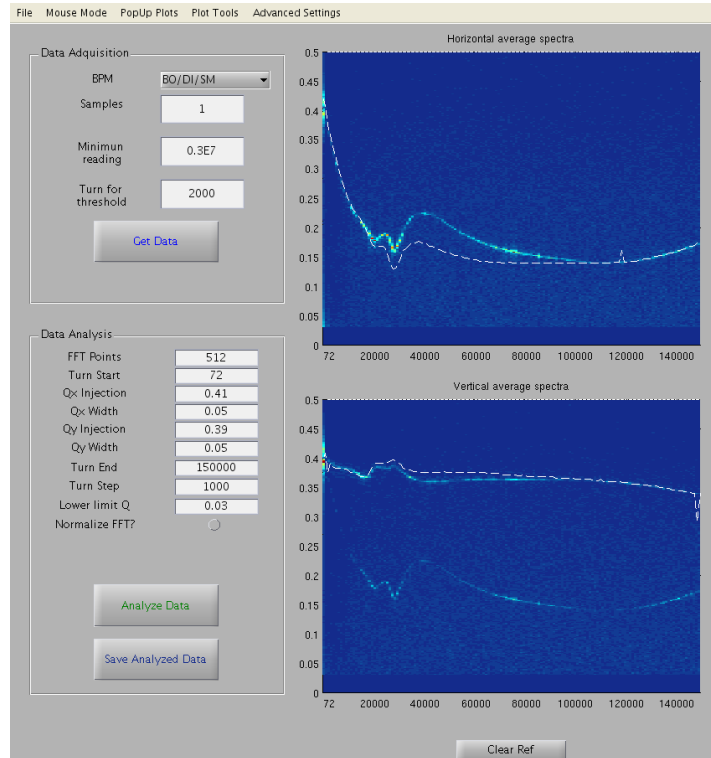 File Mouse Mode PopUp Plots Plot Tools Advanced Settings
Data Adquisition
BPM BO/DI/SM
Samples 1
Minimun
reading 0.3E7
Turn for
threshold 2000
Get Data
Data Analysis
FFT Points 512
Turn Start 72
Qx Injection 0.41
Qx Width 0.05
Qy Injection 0.39
Qy Width 0.05
Turn End 150000
Turn Step 1000
Lower limit Q 0.03
Normalize FFT?
Analyze Data
Save Analyzed Data
Horizontal average spectra
0.5
0.45
0.4
0.35
0.3
0.25
0.2
0.15
0.1
0.05
0
72 20000 40000 60000 80000 100000 120000 140000
Vertical average spectra
0.5
0.45
0.4
0.35
0.3
0.25
0.2
0.15
0.1
0.05
0
72 20000 40000 60000 80000 100000 120000 140000
Clear Ref